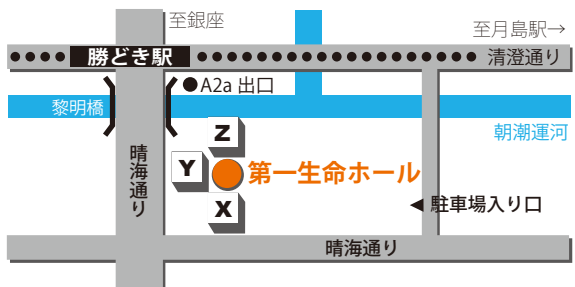 至銀座
至月島駅→
勝どき駅
清澄通り
A2a 出口
黎明橋
朝潮運河
Z
晴海通り
Y
第一生命ホール
X
駐車場入り口
晴海通り